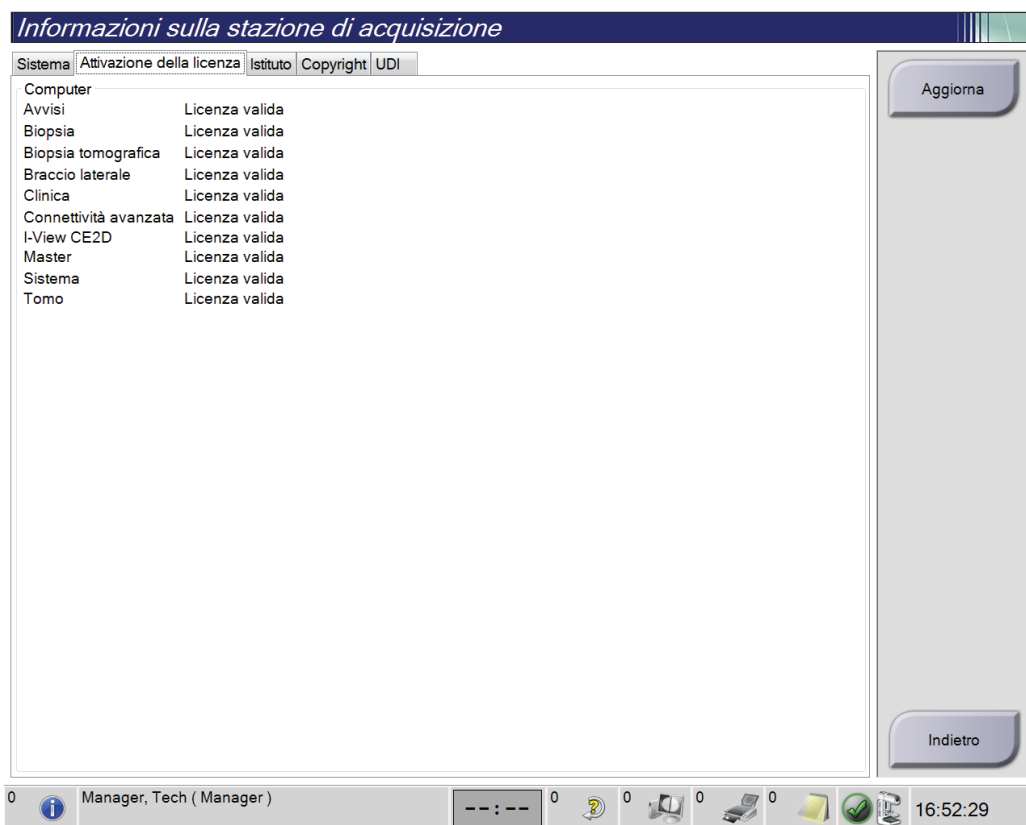 Informazioni sulla stazione di acquisizione
Sistema Attivazione della licenza Istituto Copyright UDI
Aggiorna
Computer
Avvisi Licenza valida
Biopsia Licenza valida
Biopsia tomografica Licenza valida
Braccio laterale Licenza valida
Clinica Licenza valida
Connettività avanzata Licenza valida
I-View CE2D Licenza valida
Master Licenza valida
Sistema Licenza valida
Tomo Licenza valida
Indietro
0 Manager, Tech ( Manager ) --:-- 0 0 0 0 16:52:29